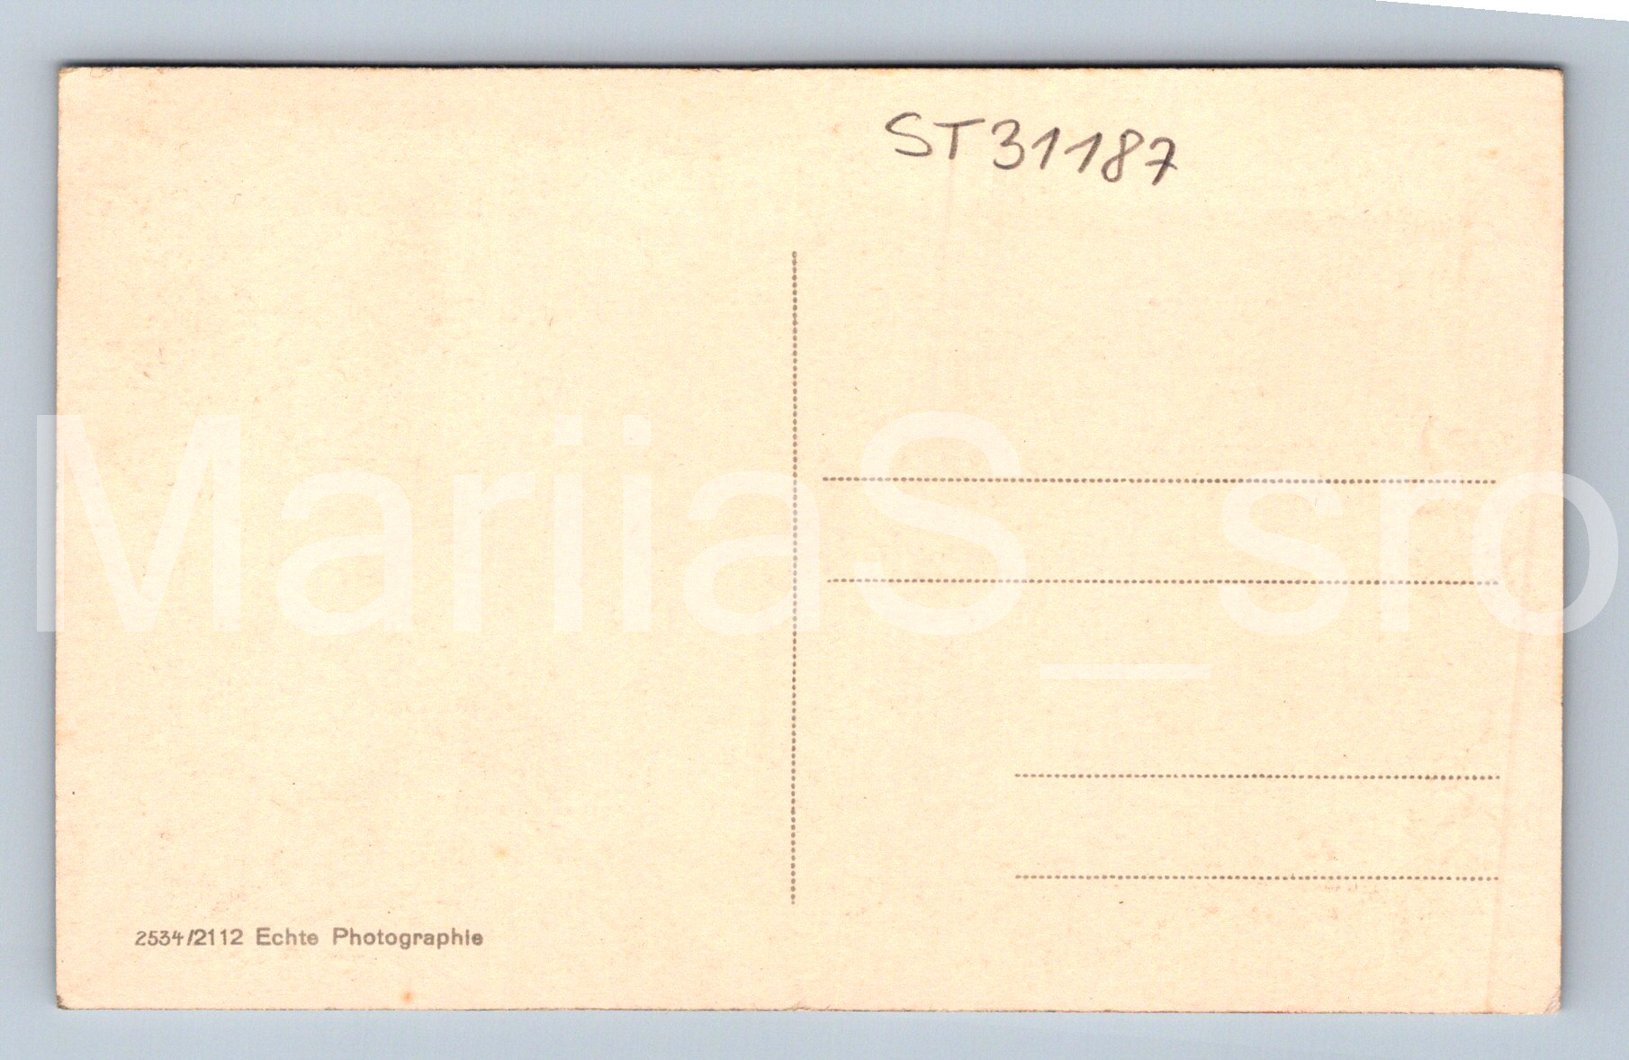 ST31187
MariiaS_sro
2534/2112 Echte Photographie